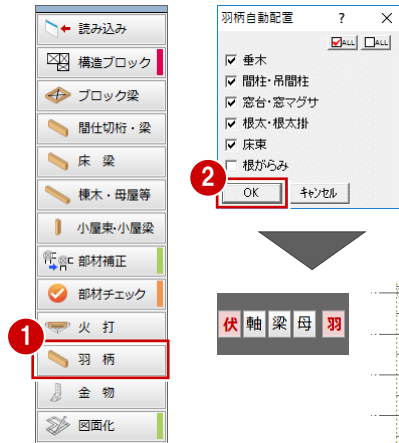 読み込み
構造ブロック
ブロック梁
間仕切桁・梁
床 梁
棟木・母屋等
小屋束・小屋梁
部材補正
部材チェック
火 打
1
羽 柄
金 物
図面化
羽柄自動配置 ? ×
ALL ALL
垂木
間柱・吊間柱
窓台・窓マグサ
根太・根太掛
床束
根がらみ
2
OK キャンセル
伏 軸 梁 母 羽